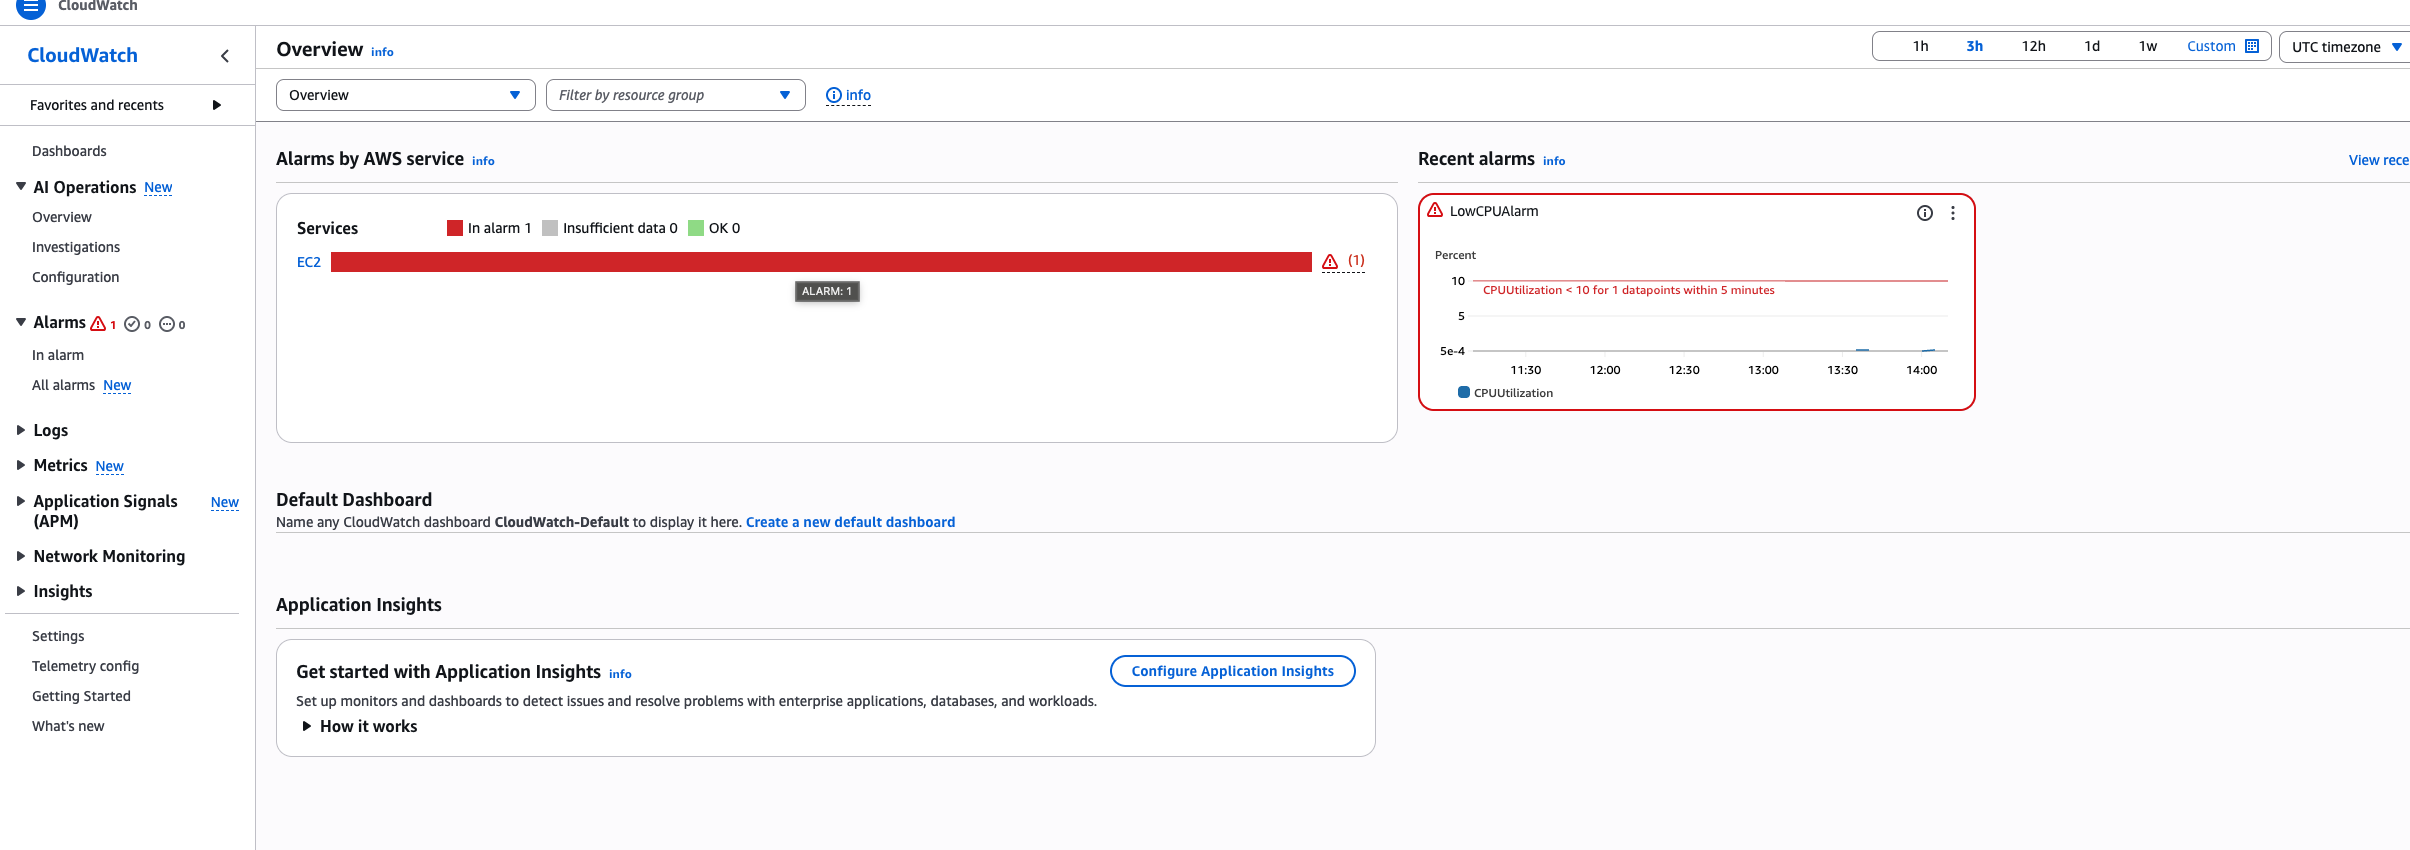 CloudWatch
CloudWatch
Favorites and recents
Dashboards
AI Operations New
Overview
Investigations
Configuration
Alarms 1 0 0
In alarm
All alarms New
Logs
Metrics New
Application Signals (APM) New
Network Monitoring
Insights
Settings
Telemetry config
Getting Started
What's new
Overview info
1h 3h 12h 1d 1w Custom UTC timezone
Overview Filter by resource group info
Alarms by AWS service info
Services In alarm 1 Insufficient data 0 OK 0
EC2 (1)
ALARM: 1
Recent alarms info View rece
LowCPUAlarm
Percent
10
CPUUtilization < 10 for 1 datapoints within 5 minutes
5
5e-4
11:30 12:00 12:30 13:00 13:30 14:00
CPUUtilization
Default Dashboard
Name any CloudWatch dashboard CloudWatch-Default to display it here. Create a new default dashboard
Application Insights
Get started with Application Insights info
Configure Application Insights
Set up monitors and dashboards to detect issues and resolve problems with enterprise applications, databases, and workloads.
How it works